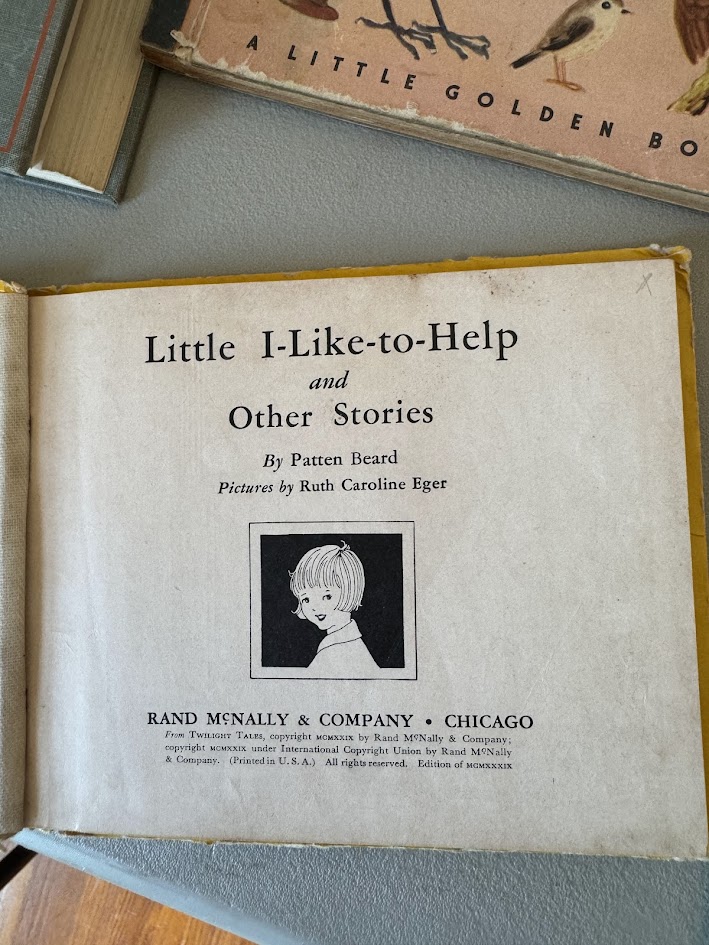 A LITTLE GOLDEN BO
x
Little I-Like-to-Help
and
Other Stories
By Patten Beard
Pictures by Ruth Caroline Eger
RAND MᶜNALLY & COMPANY • CHICAGO
From TWILIGHT TALES, copyright MCMXXIX by Rand MᶜNally & Company;
copyright MCMXXIX under International Copyright Union by Rand MᶜNally
& Company. (Printed in U. S. A.) All rights reserved. Edition of MCMXXXIX